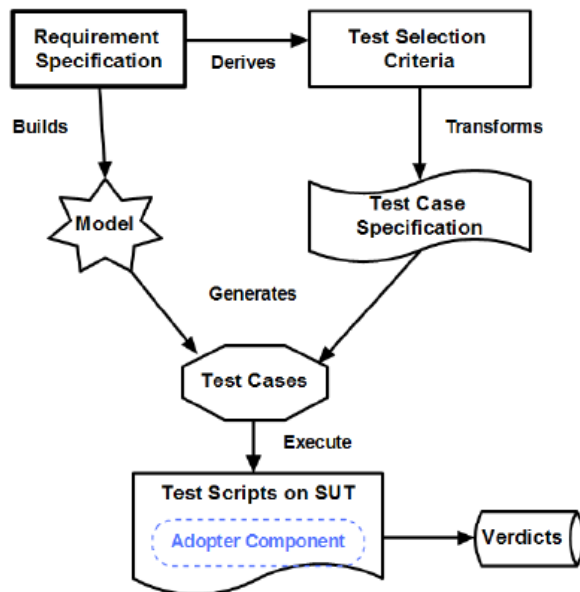 Requirement
Specification
Derives
Test Selection
Criteria
Builds
Transforms
Model
Test Case
Specification
Generates
Test Cases
Execute
Test Scripts on SUT
Adopter Component
Verdicts